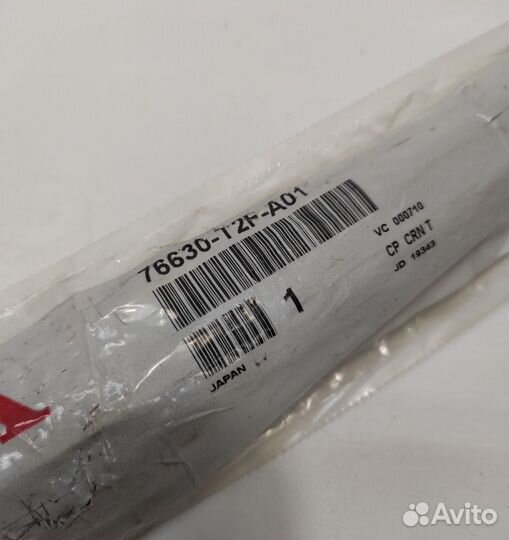 76630-T2F-A01
1
JAPAN
VC 000710
CP CRN T
JD 19343
Avito